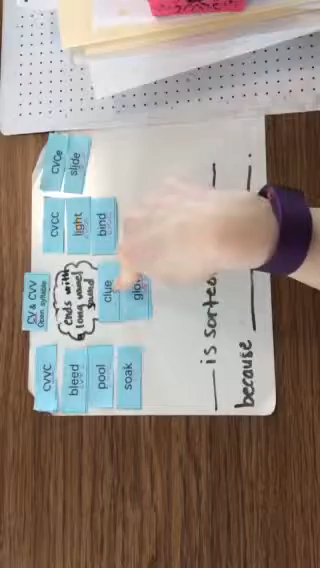 CVVC
bleed
pool
soak
CV & CVV
Open syllable
Ends with
long vowel
sound
clue
CVCC
light
bind
CVCe
slide
is sorted
because